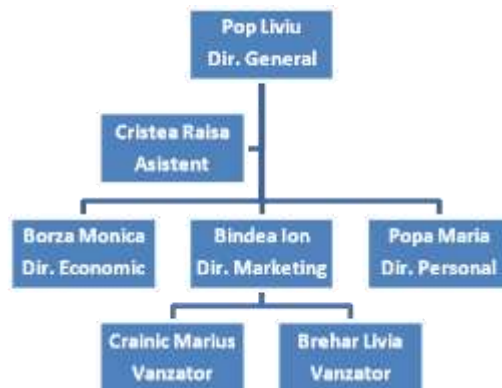 Pop Liviu
Dir. General
Cristea Raisa
Asistent
Borza Monica
Dir. Economic
Bindea Ion
Dir. Marketing
Popa Maria
Dir. Personal
Crainic Marius
Vanzator
Brehar Livia
Vanzator